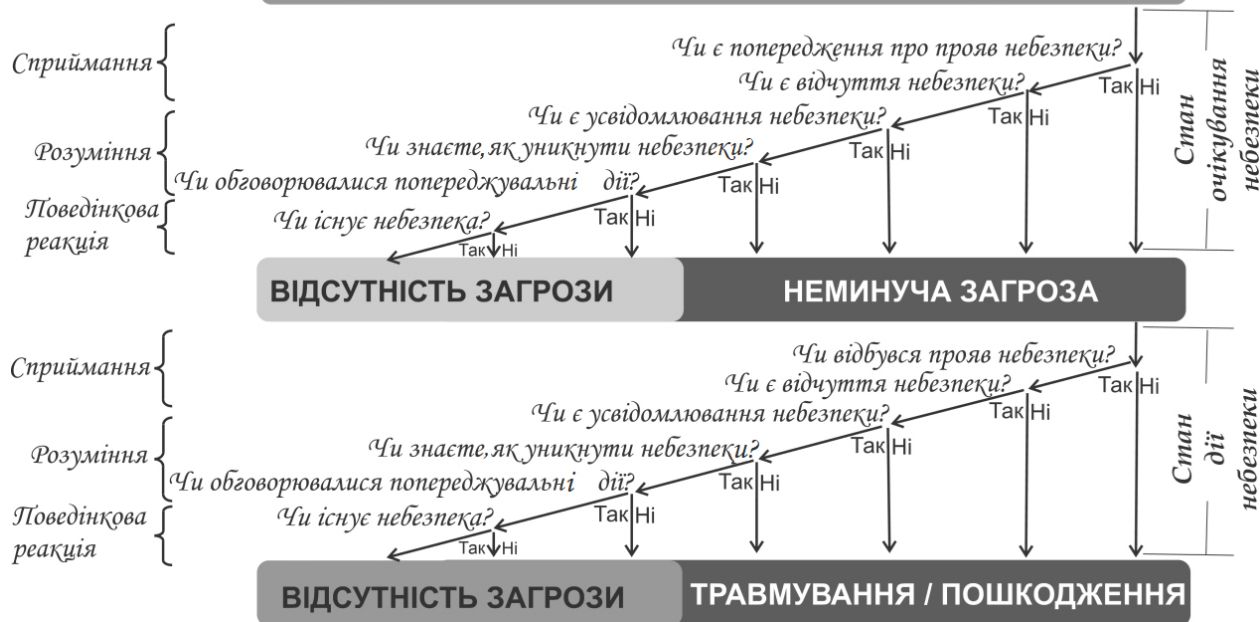 Сприймання
Чи є попередження про прояв небезпеки?
Так Ні
Чи є відчуття небезпеки?
Так Ні
Чи є усвідомлювання небезпеки?
Так Ні
Розуміння
Чи знаєте, як уникнути небезпеки?
Так Ні
Чи обговорювалися попереджувальні дії?
Так Ні
Поведінкова
реакція
Чи існує небезпека?
Так Ні
Стан
очікування
небезпеки
ВІДСУТНІСТЬ ЗАГРОЗИ
НЕМИНУЧА ЗАГРОЗА
Сприймання
Чи відбувся прояв небезпеки?
Так Ні
Чи є відчуття небезпеки?
Так Ні
Чи є усвідомлювання небезпеки?
Так Ні
Розуміння
Чи знаєте, як уникнути небезпеки?
Так Ні
Чи обговорювалися попереджувальні дії?
Так Ні
Поведінкова
реакція
Чи існує небезпека?
Так Ні
Стан
дії
небезпеки
ВІДСУТНІСТЬ ЗАГРОЗИ
ТРАВМУВАННЯ / ПОШКОДЖЕННЯ